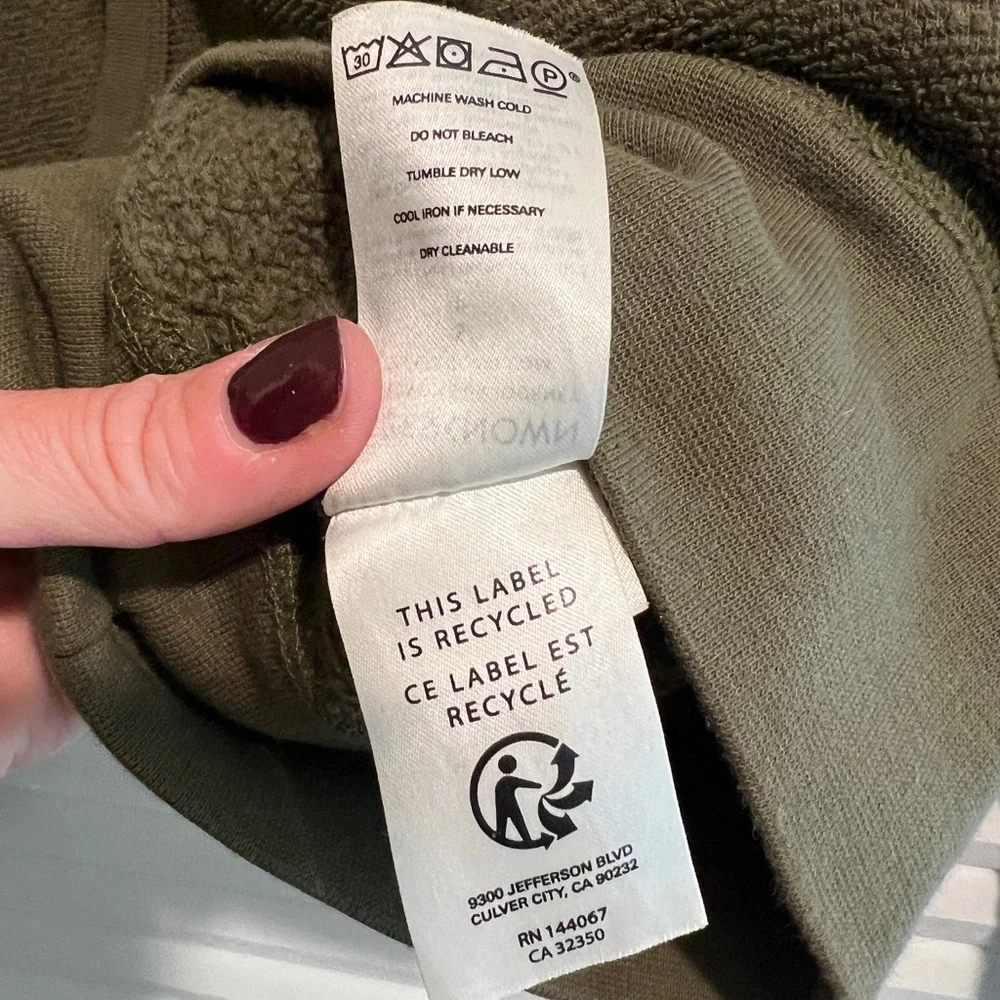 30
P
®
MACHINE WASH COLD
DO NOT BLEACH
TUMBLE DRY LOW
COOL IRON IF NECESSARY
DRY CLEANABLE
THIS LABEL
IS RECYCLED
CE LABEL EST
RECYCLÉ
9300 JEFFERSON BLVD
CULVER CITY, CA 90232
RN 144067
CA 32350